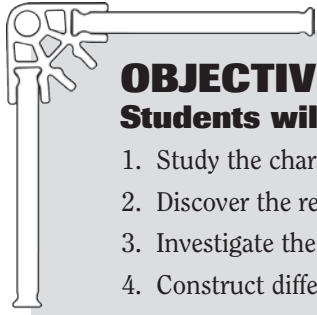 OBJECTIV
Students wil
1. Study the char
2. Discover the re
3. Investigate the
4. Construct diffe